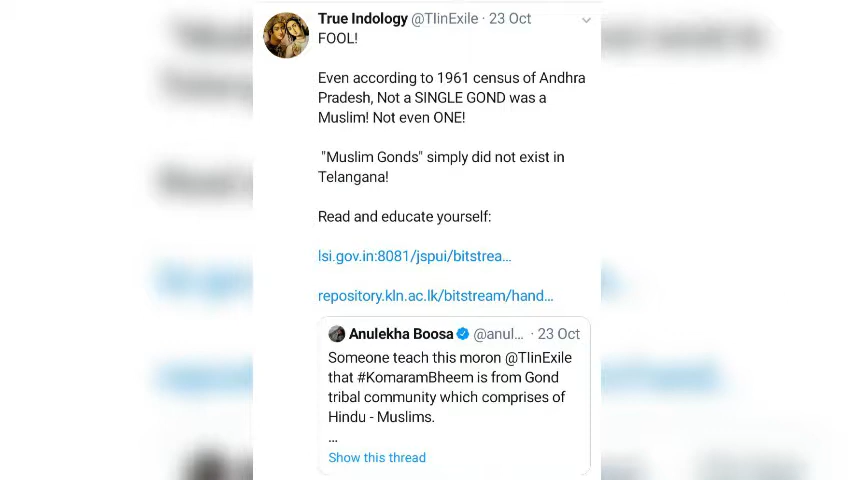 True Indology @TIinExile · 23 Oct
FOOL!
Even according to 1961 census of Andhra
Pradesh, Not a SINGLE GOND was a
Muslim! Not even ONE!
"Muslim Gonds" simply did not exist in
Telangana!
Read and educate yourself:
lsi.gov.in:8081/jspui/bitstrea...
repository.kln.ac.lk/bitstream/hand...
Anulekha Boosa @anul... · 23 Oct
Someone teach this moron @TIinExile
that #KomaramBheem is from Gond
tribal community which comprises of
Hindu - Muslims.
...
Show this thread